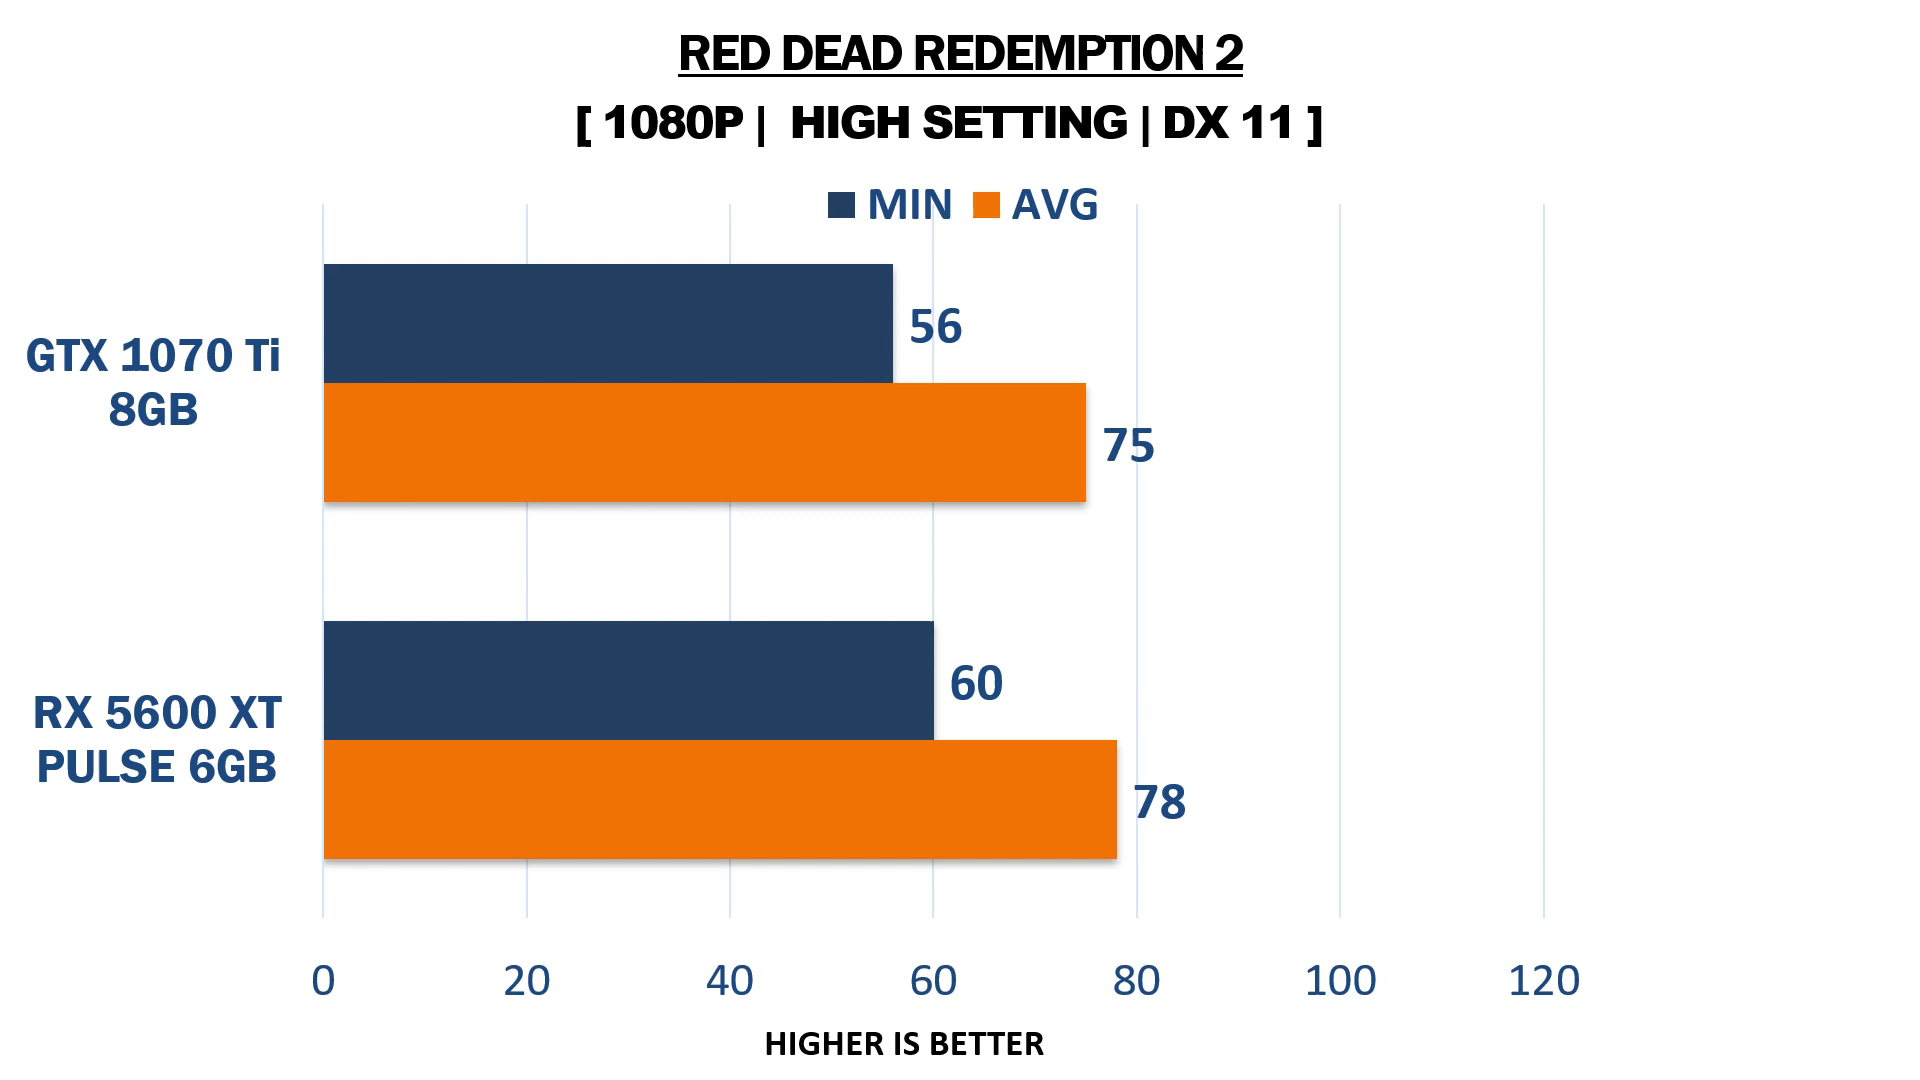 RED DEAD REDEMPTION 2
[ 1080P | HIGH SETTING | DX 11 ]
MIN AVG
GTX 1070 Ti
8GB
56
75
RX 5600 XT
PULSE 6GB
60
78
0 20 40 60 80 100 120
HIGHER IS BETTER